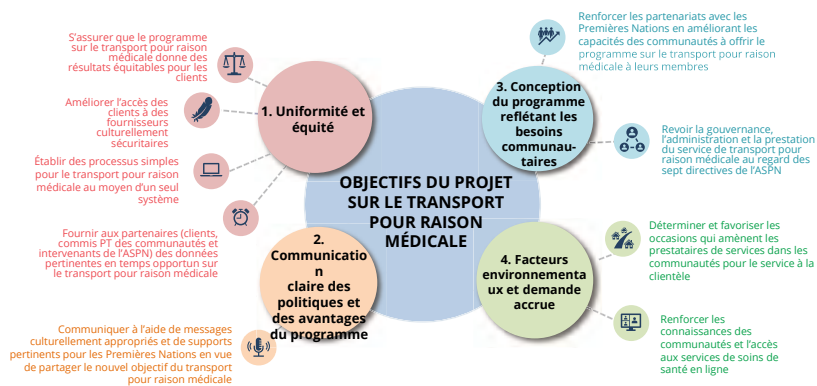 S'assurer que le programme
sur le transport pour raison
médicale donne des
résultats équitables pour les
clients
Améliorer l'accès des
clients à des
fournisseurs
culturellement
sécuritaires
Établir des processus simples
pour le transport pour raison
médicale au moyen d'un seul
système
Fournir aux partenaires (clients,
commis PT des communautés et
intervenants de l'ASPN) des données
pertinentes en temps opportun sur
le transport pour raison médicale
1. Uniformité et
équité
OBJECTIFS DU PROJET
SUR LE TRANSPORT
POUR RAISON
MÉDICALE
2.
Communicatio
n
claire des
politiques et
des avantages
du programme
Communiquer à l'aide de messages
culturellement appropriés et de supports
pertinents pour les Premières Nations en vue
de partager le nouvel objectif du transport
pour raison médicale
3. Conception
du programme
reflétant les
besoins
communau-
taires
Renforcer les partenariats avec les
Premières Nations en améliorant les
capacités des communautés à offrir le
programme sur le transport pour raison
médicale à leurs membres
Revoir la gouvernance,
l'administration et la prestation
du service de transport pour
raison médicale au regard des
sept directives de l'ASPN
4. Facteurs
environnementa
ux et demande
accrue
Déterminer et favoriser les
occasions qui amènent les
prestataires de services dans les
communautés pour le service à la
clientèle
Renforcer les
connaissances des
communautés et l'accès
aux services de soins de
santé en ligne